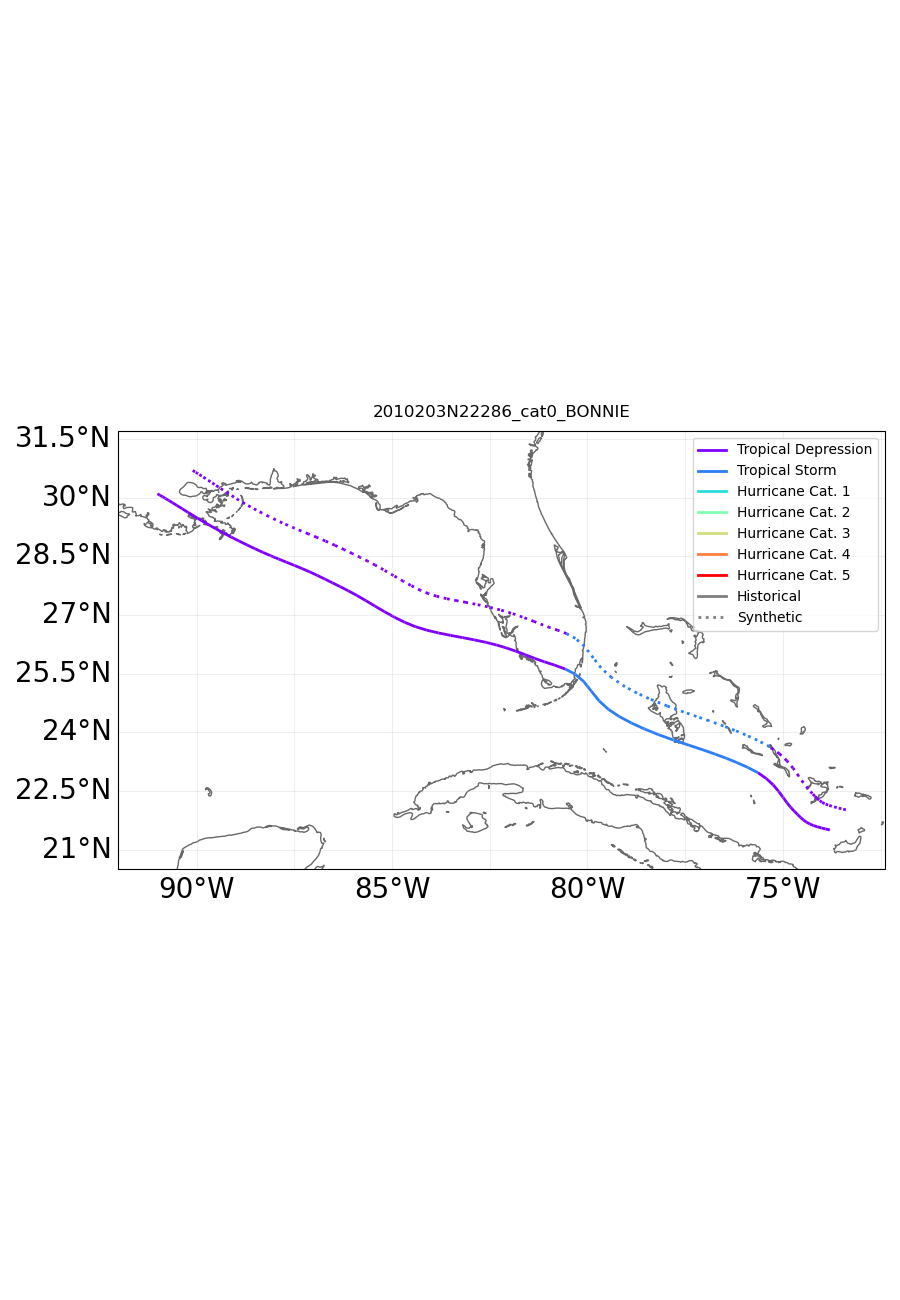 2010203N22286_cat0_BONNIE
31.5°N
30°N
28.5°N
27°N
25.5°N
24°N
22.5°N
21°N
90°W
85°W
80°W
75°W
Tropical Depression
Tropical Storm
Hurricane Cat. 1
Hurricane Cat. 2
Hurricane Cat. 3
Hurricane Cat. 4
Hurricane Cat. 5
Historical
Synthetic